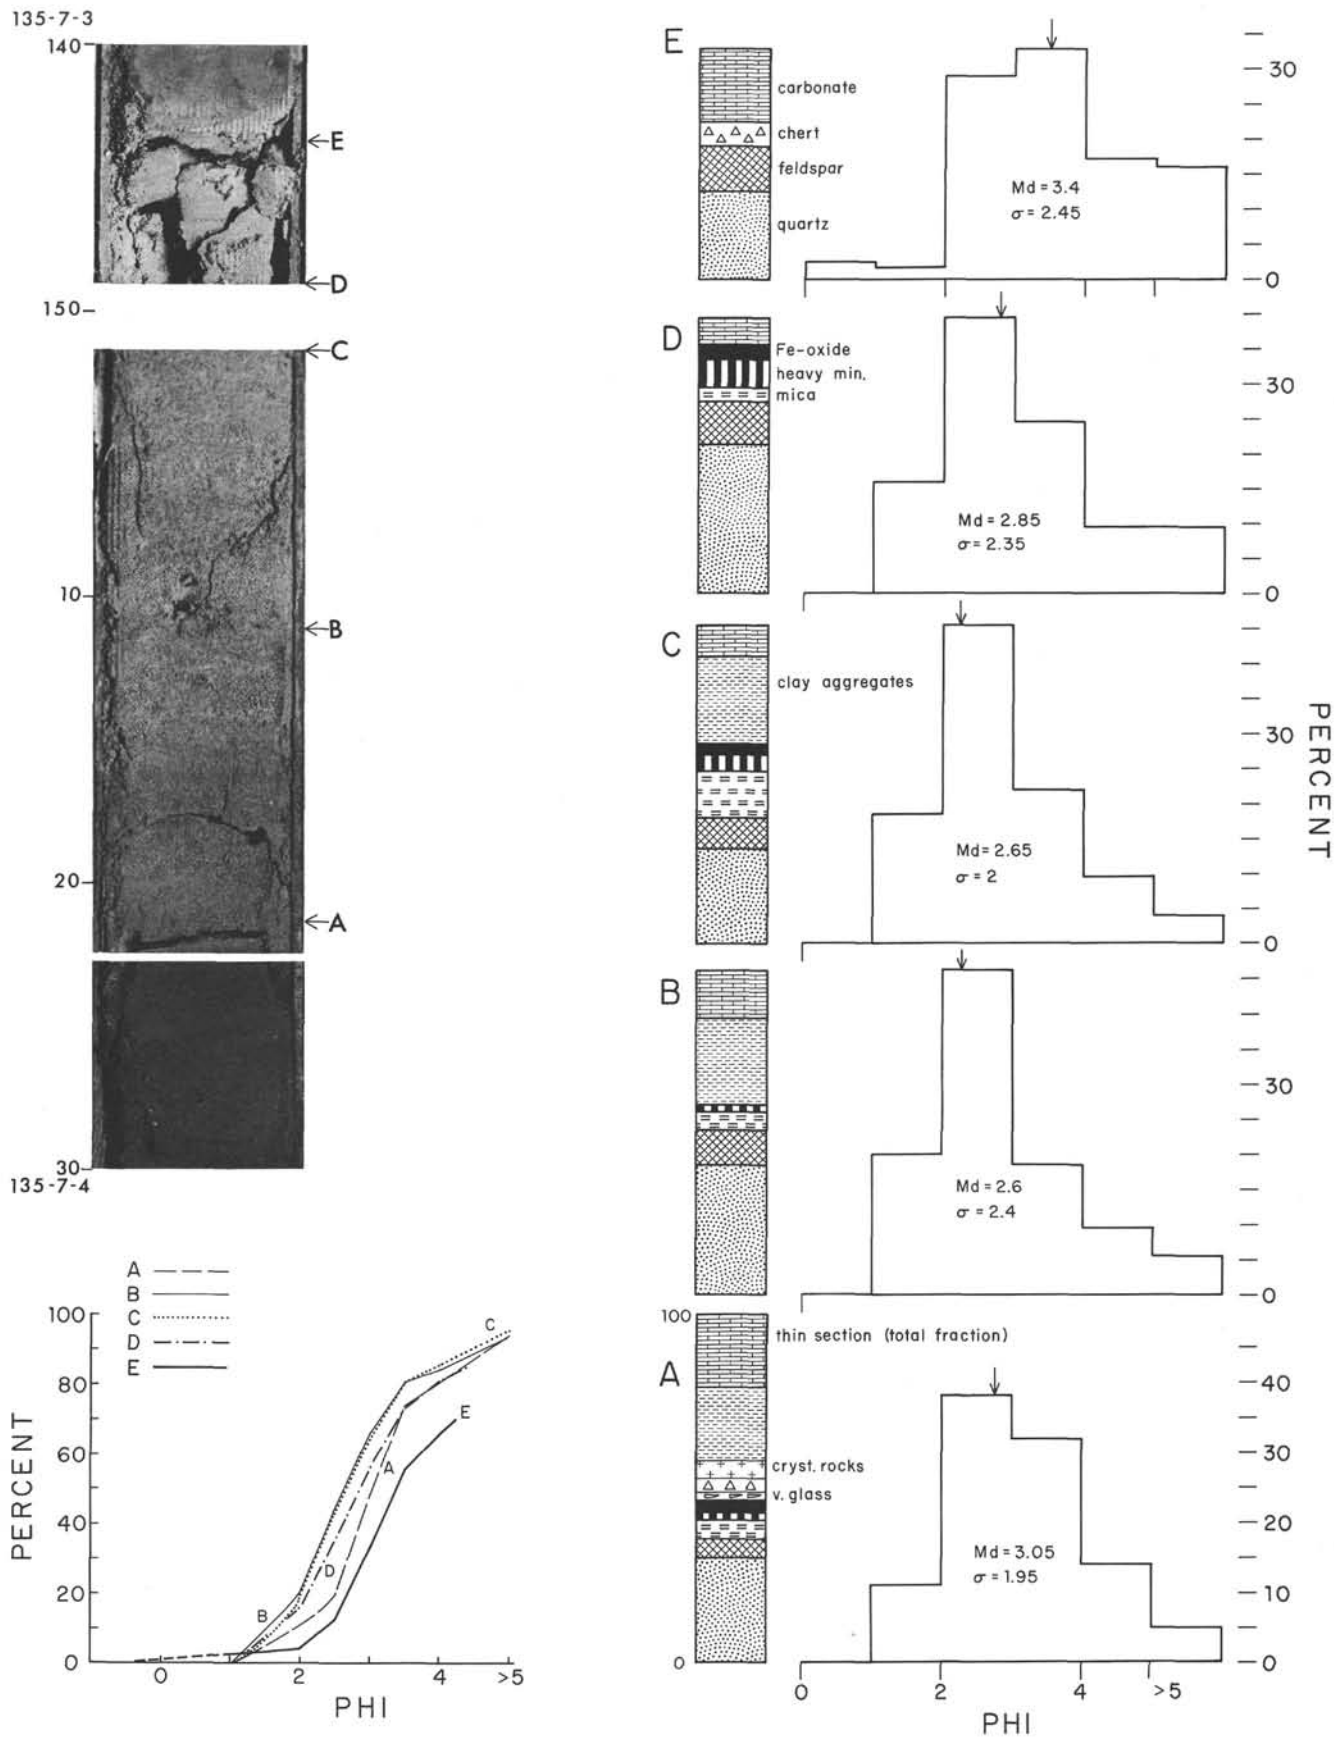 135-7-3
140
E
D
150
C
10
B
20
A
30
135-7-4
A
B
C
D
E
100
80
60
40
20
0
PERCENT
C
E
A
D
B
0
2
4
>5
PHI
E
carbonate
chert
feldspar
quartz
Md = 3.4
σ = 2.45
30
0
D
Fe-oxide
heavy min.
mica
Md = 2.85
σ = 2.35
30
0
C
clay aggregates
Md = 2.65
σ = 2
30
0
PERCENT
B
Md = 2.6
σ = 2.4
30
0
100
thin section (total fraction)
A
cryst. rocks
v. glass
0
Md = 3.05
σ = 1.95
40
30
20
10
0
0
2
4
>5
PHI